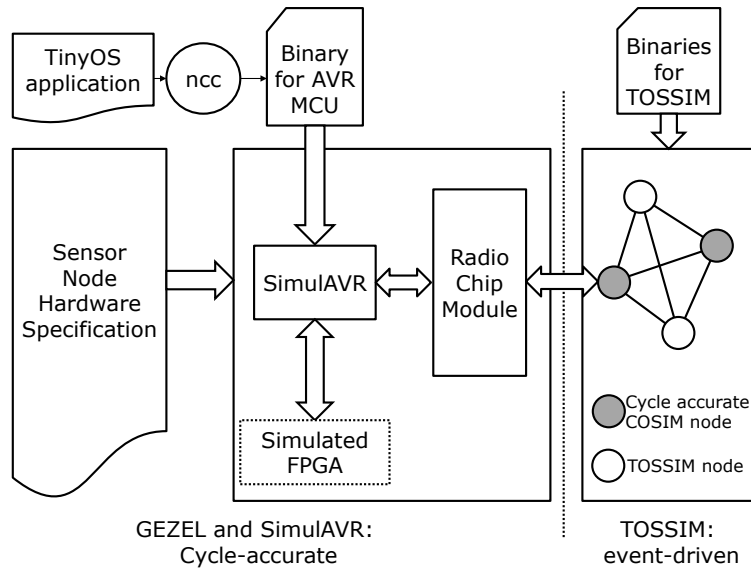 TinyOS
application
ncc
Binary
for AVR
MCU
Binaries
for
TOSSIM
Sensor
Node
Hardware
Specification
SimulAVR
Radio
Chip
Module
Simulated
FPGA
Cycle accurate
COSIM node
TOSSIM node
GEZEL and SimulAVR:
Cycle-accurate
TOSSIM:
event-driven